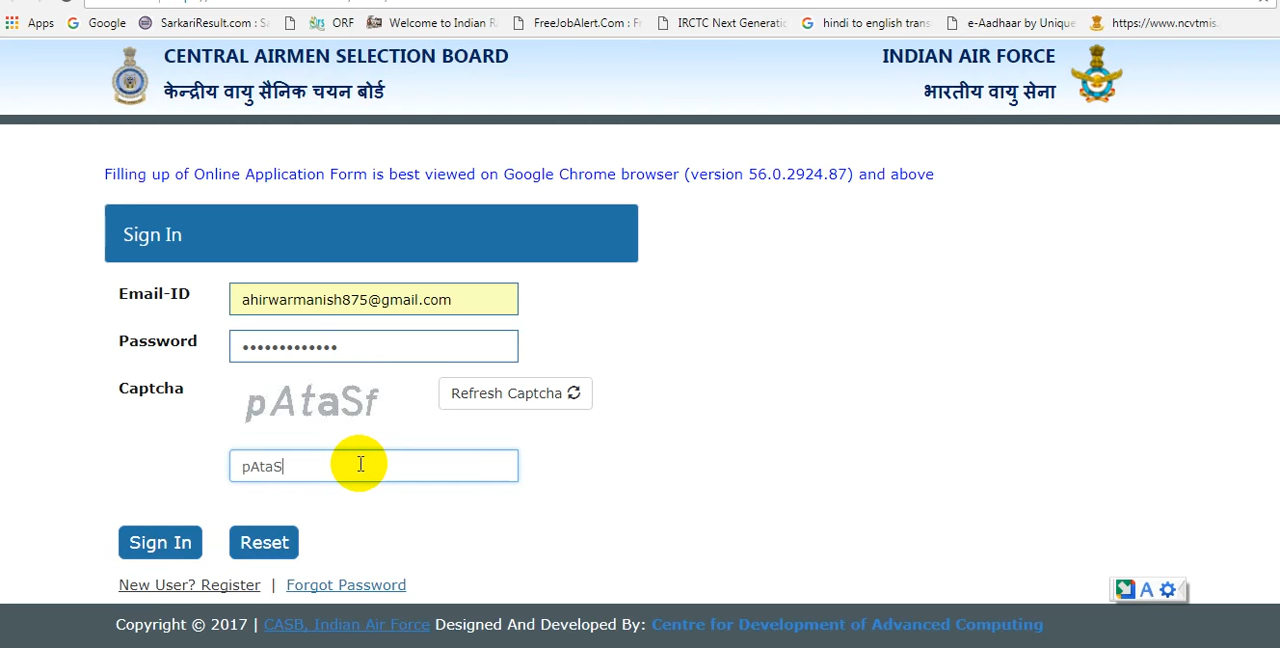 Apps Google SarkariResult.com : Sa ORF Welcome to Indian R FreeJobAlert.Com : Fr IRCTC Next Generatio hindi to english trans e-Aadhaar by Unique https://www.ncvtmis.
CENTRAL AIRMEN SELECTION BOARD INDIAN AIR FORCE
केन्द्रीय वायु सैनिक चयन बोर्ड भारतीय वायु सेना
Filling up of Online Application Form is best viewed on Google Chrome browser (version 56.0.2924.87) and above
Sign In
Email-ID ahirwarmanish875@gmail.com
Password •••••••••••••
Captcha pAtaSf Refresh Captcha
pAtaS
Sign In Reset
New User? Register | Forgot Password
A
Copyright © 2017 | CASB, Indian Air Force Designed And Developed By: Centre for Development of Advanced Computing